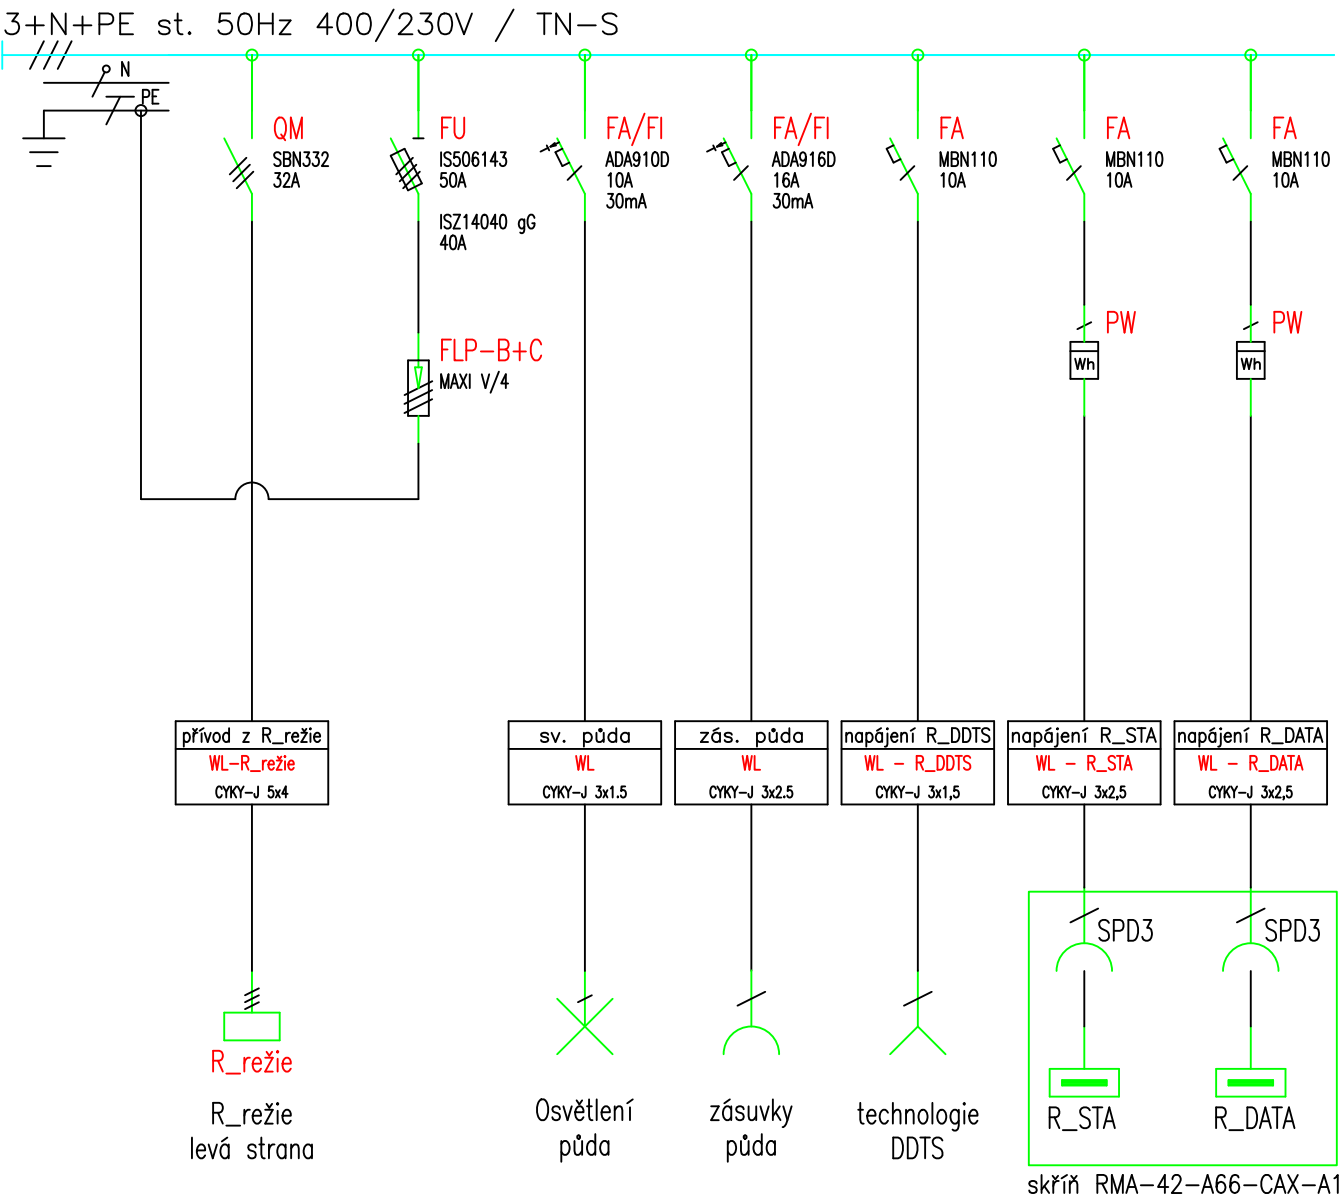 3+N+PE st. 50Hz 400/230V / TN-S
N
PE
QM
SBN332
32A
FU
IS506143
50A
ISZ14040 gG
40A
FLP-B+C
MAXI V/4
FA/FI
ADA910D
10A
30mA
FA/FI
ADA916D
16A
30mA
FA
MBN110
10A
FA
MBN110
10A
PW
Wh
FA
MBN110
10A
PW
Wh
přívod z R_režie
WL-R_režie
CYKY-J 5x4
sv. půda
WL
CYKY-J 3x1.5
zás. půda
WL
CYKY-J 3x2.5
napájení R_DDTS
WL - R_DDTS
CYKY-J 3x1,5
napájení R_STA
WL - R_STA
CYKY-J 3x2,5
napájení R_DATA
WL - R_DATA
CYKY-J 3x2,5
SPD3
SPD3
R_režie
R_režie
levá strana
Osvětlení
půda
zásuvky
půda
technologie
DDTS
R_STA
R_DATA
skříň RMA-42-A66-CAX-A1